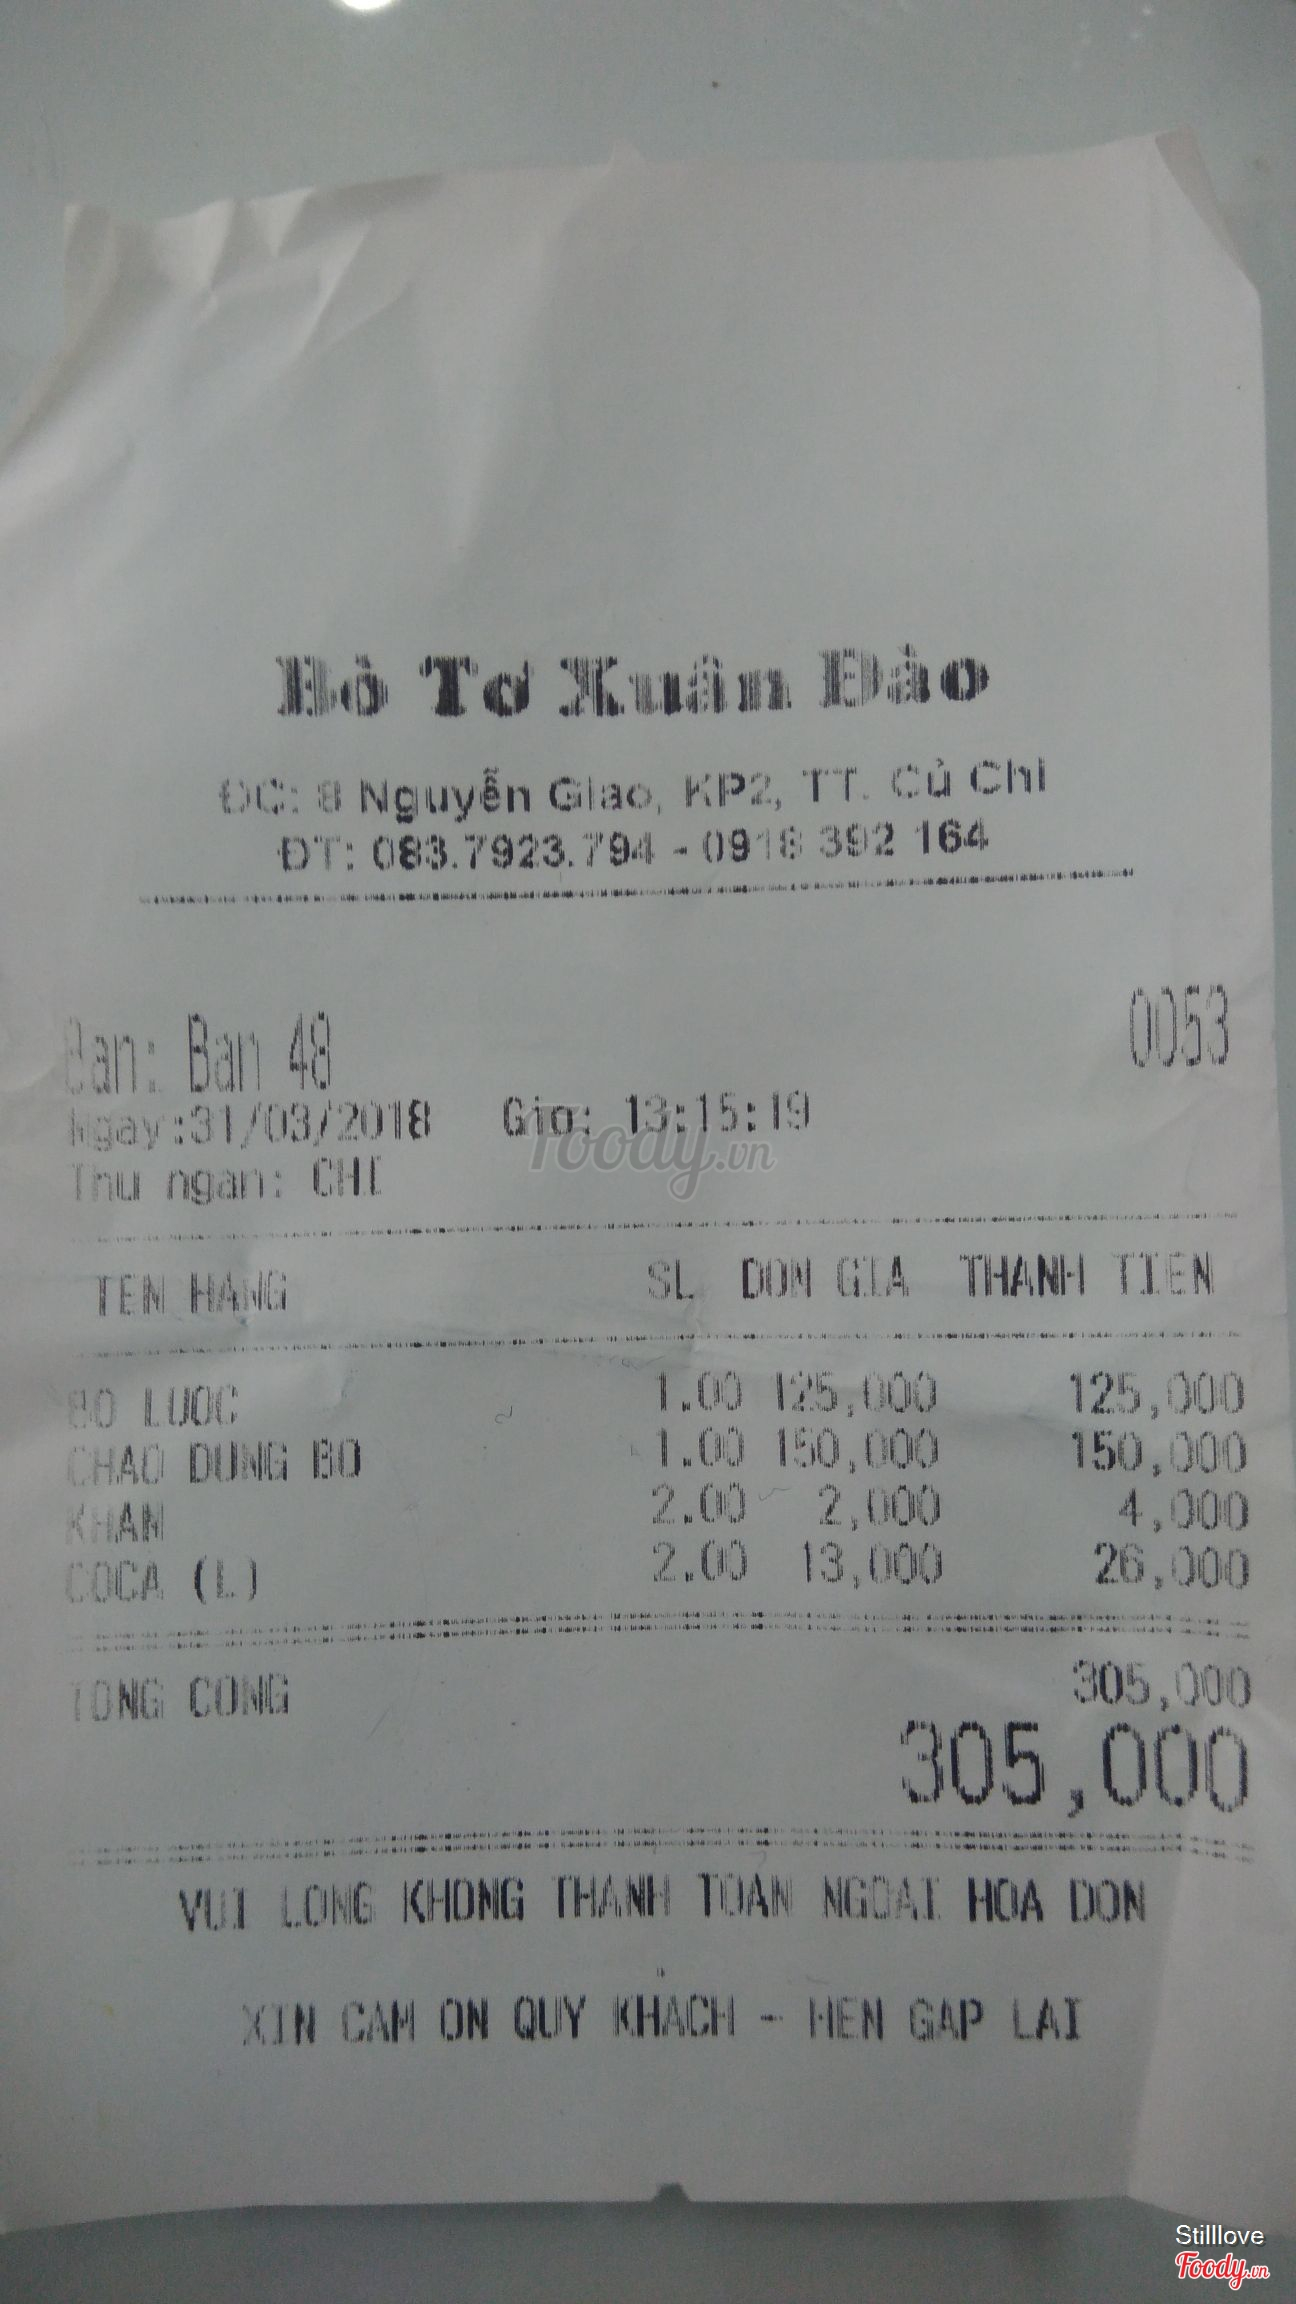 Bò Tơ Xuân Đào
ĐC: 8 Nguyễn Giao, KP2, TT. Củ Chi
ĐT: 083.7923.794 - 0918 392 164
Ban: Ban 48 0053
Ngay:31/03/2018 Gio: 13:15:19
Foody.vn
Thu ngan: CHI
TEN HANG SL DON GIA THANH TIEN
BO LUOC 1.00 125,000 125,000
CHAO DUNG BO 1.00 150,000 150,000
KHAN 2.00 2,000 4,000
COCA (L) 2.00 13,000 26,000
TONG CONG 305,000
305,000
VUI LONG KHONG THANH TOAN NGOAI HOA DON
XIN CAM ON QUY KHACH - HEN GAP LAI
Stilllove
Foody.vn